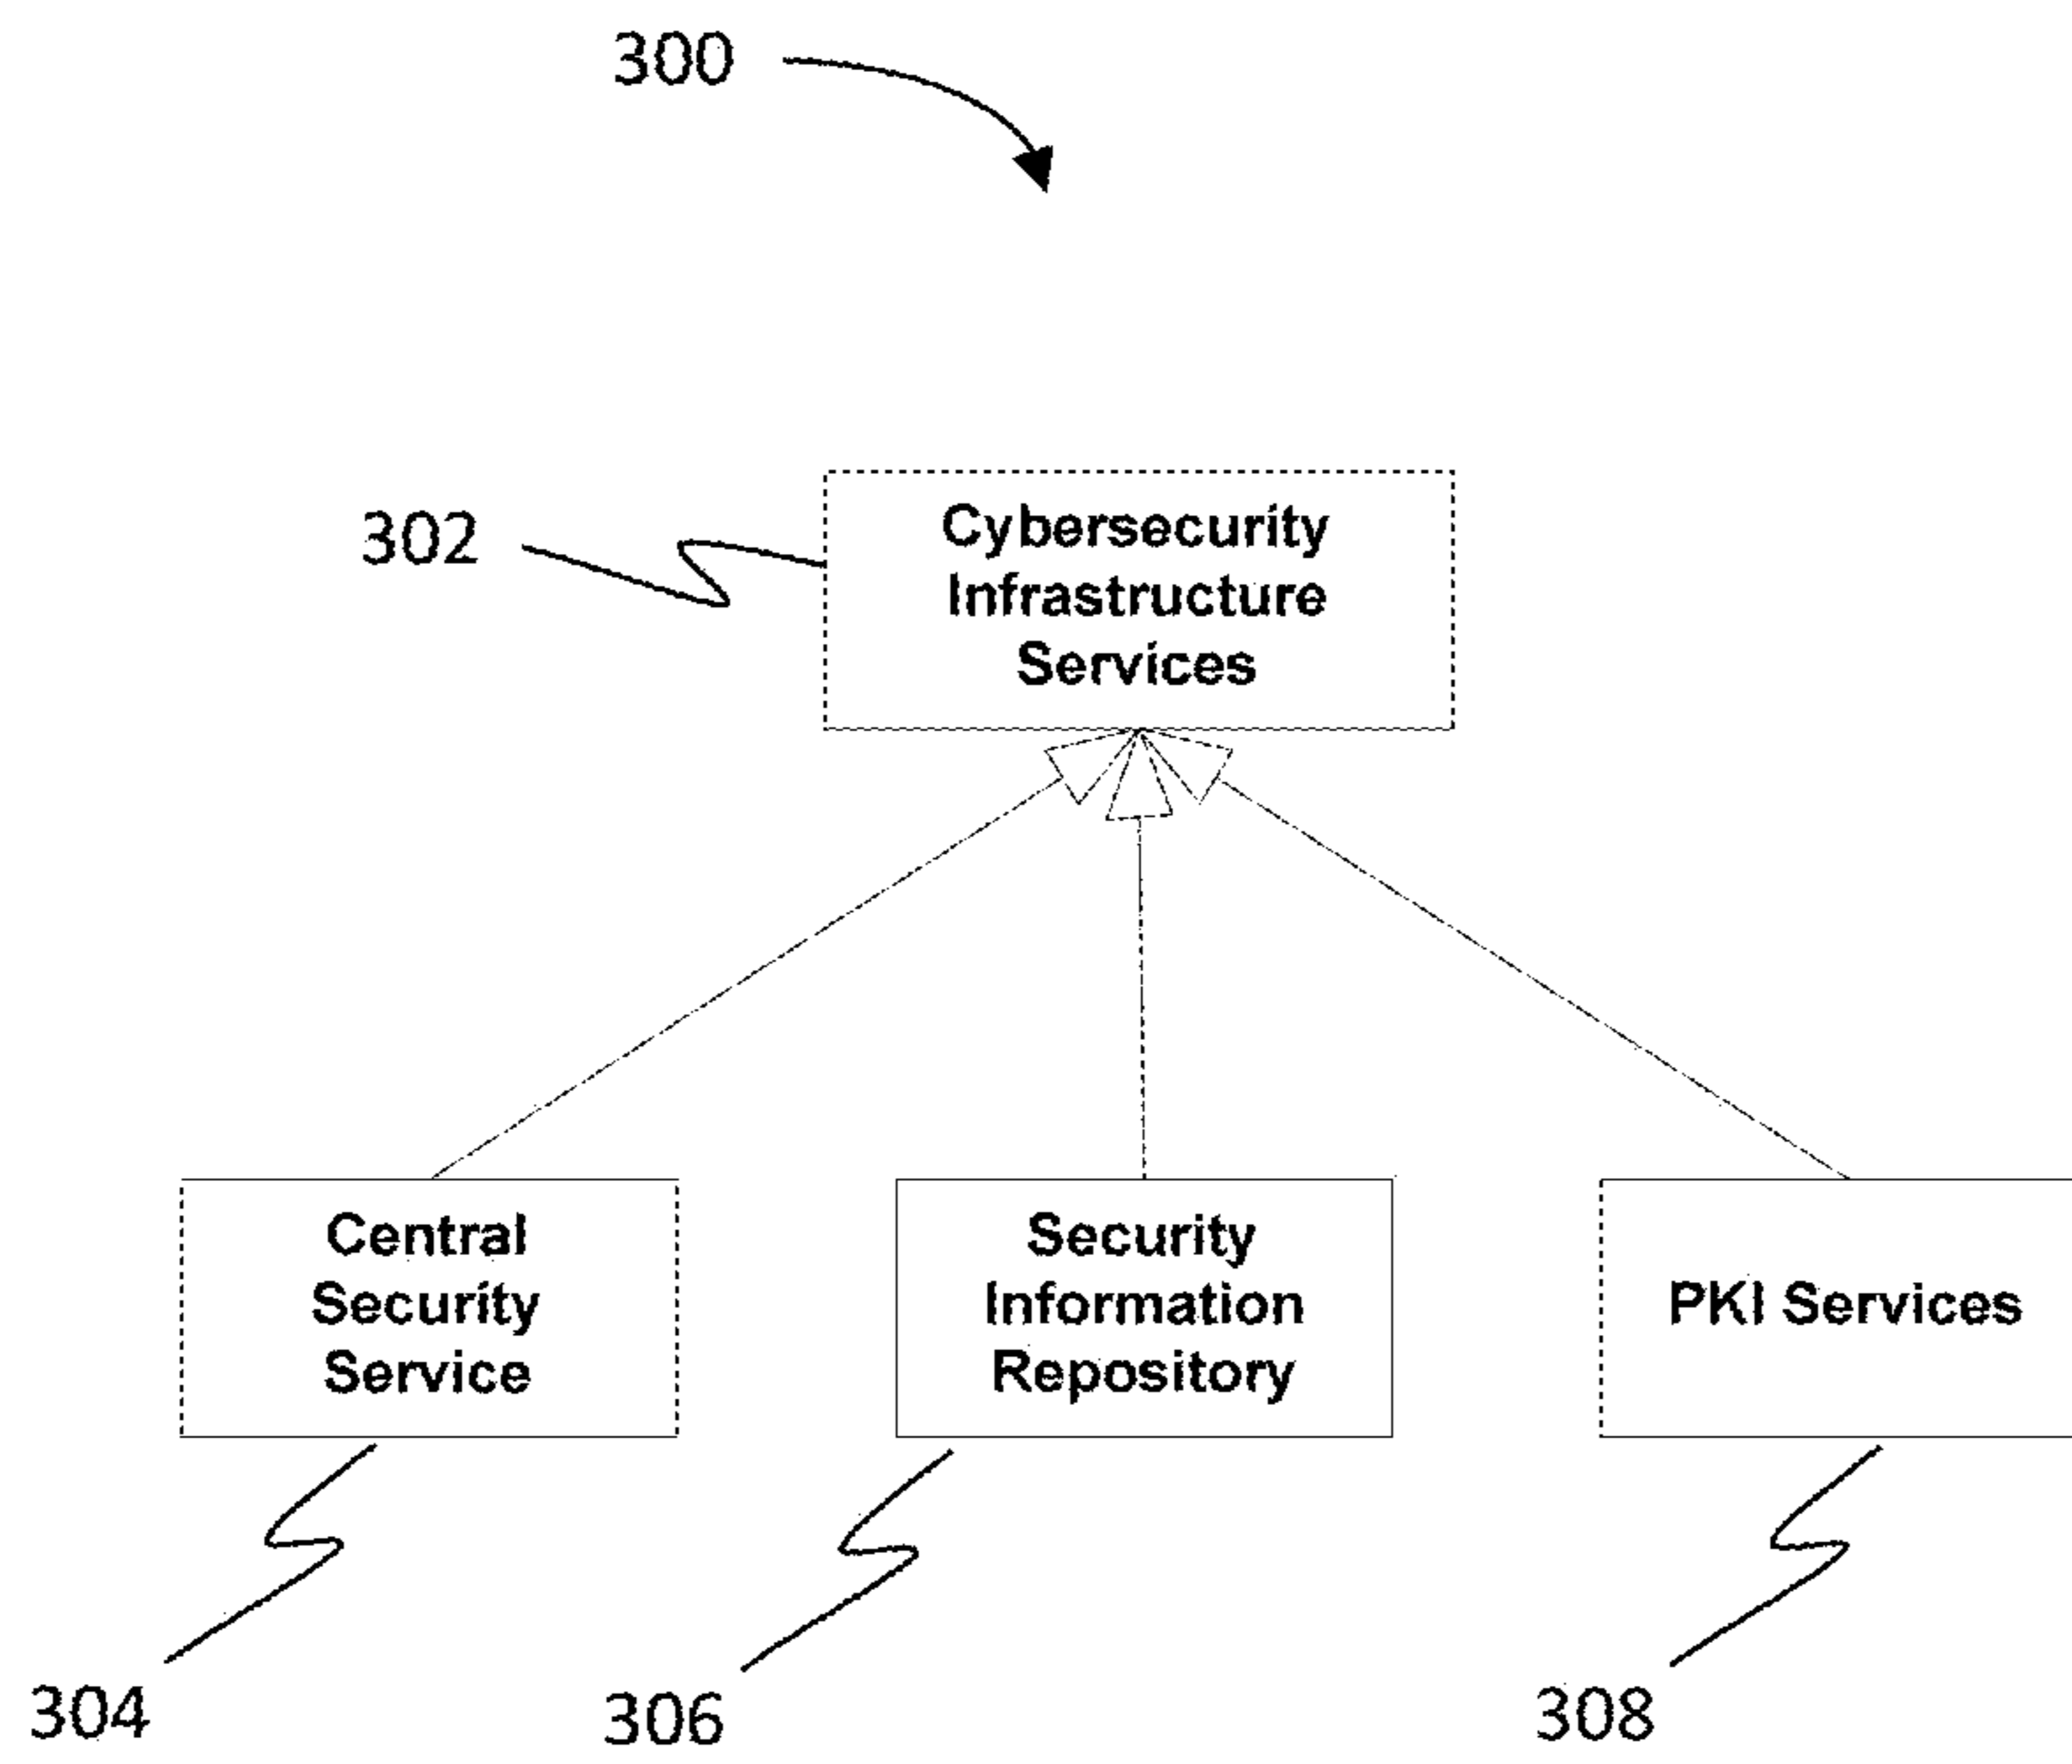 300
302
Cybersecurity
Infrastructure
Services
Central
Security
Service
Security
Information
Repository
PKI Services
304
306
308